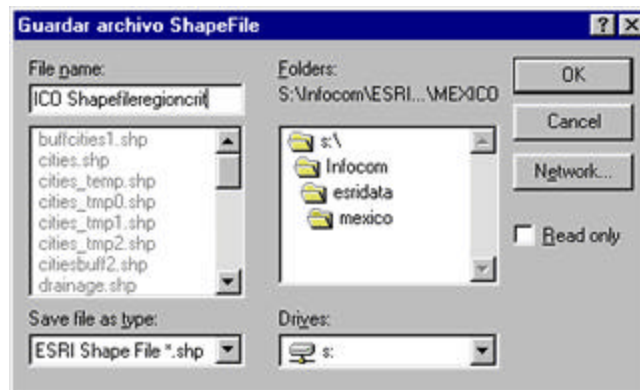 Guardar archivo ShapeFile
File name:
ICO Shapefileregioncrit
buffcities1.shp
cities.shp
cities_temp.shp
cities_tmp0.shp
cities_tmp1.shp
cities_tmp2.shp
citiesbuff2.shp
drainage.shp
Save file as type:
ESRI Shape File *.shp
Folders:
S:\Infocom\ESRI...\MEXICO
s:\
Infocom
esridata
mexico
Drives:
s:
OK
Cancel
Network...
Read only